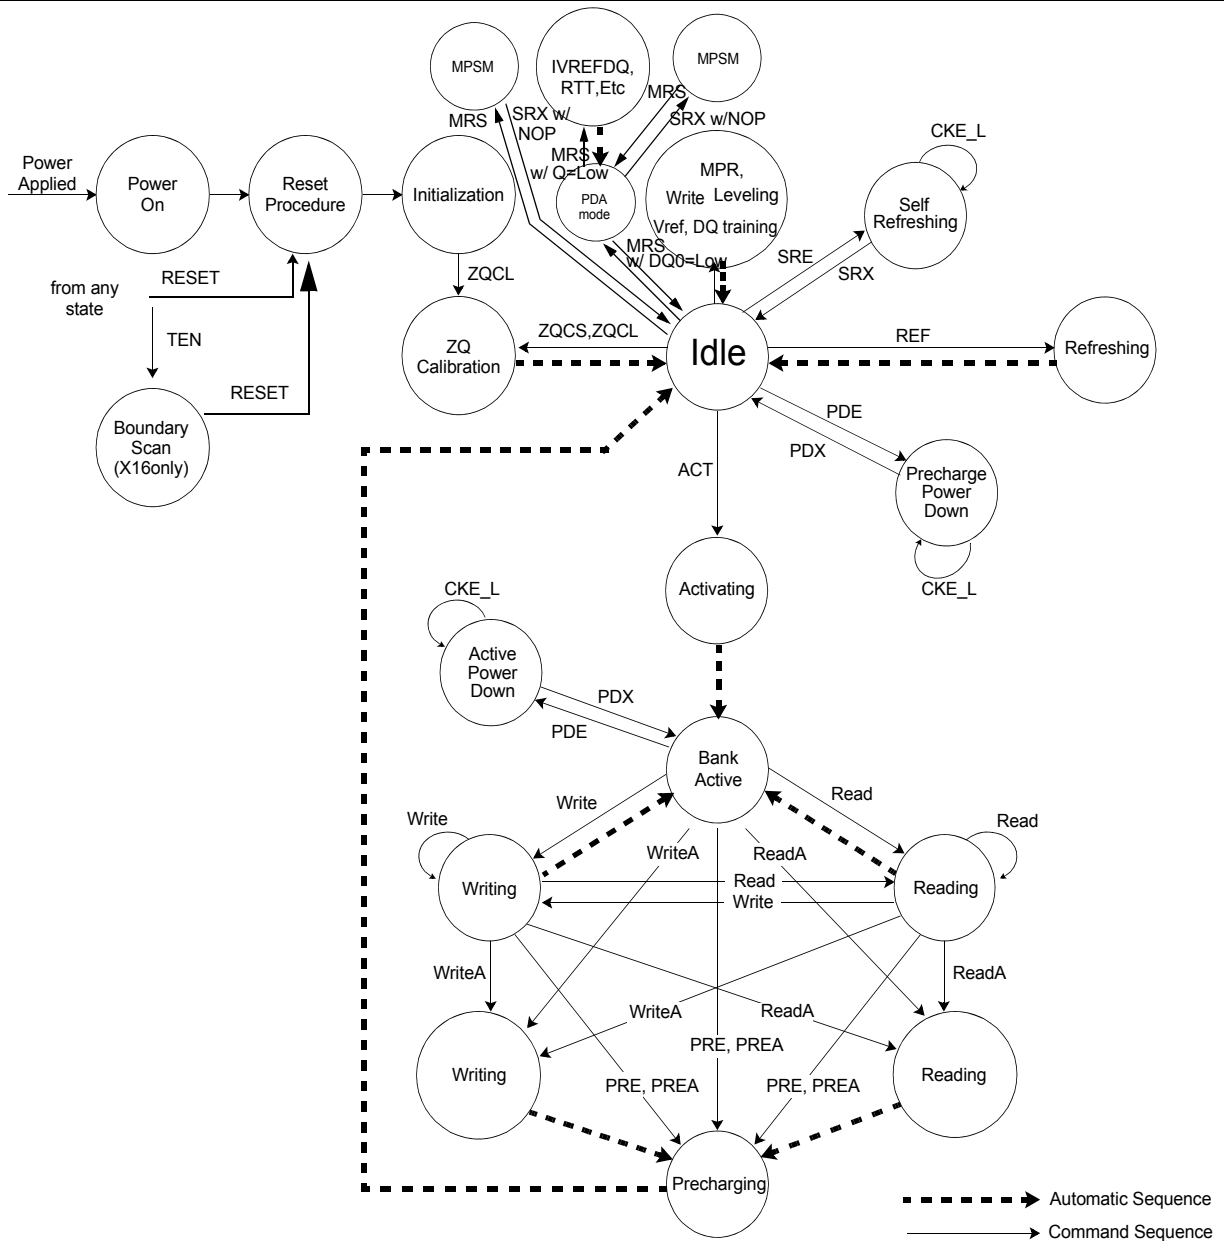 MPSM
IVREFDQ,
RTT,Etc
MPSM
MRS
SRX w/
NOP
MRS
SRX w/NOP
MRS
w/ Q=Low
PDA
mode
MPR,
Write Leveling
Vref, DQ training
MRS
w/ DQ0=Low
CKE_L
Self
Refreshing
SRE
SRX
Power
Applied
Power
On
Reset
Procedure
Initialization
ZQCL
from any
state
RESET
TEN
RESET
Boundary
Scan
(X16only)
ZQ
Calibration
ZQCS,ZQCL
Idle
REF
Refreshing
PDE
PDX
Precharge
Power
Down
CKE_L
ACT
Activating
CKE_L
Active
Power
Down
PDX
PDE
Bank
Active
Write
Read
Write
Read
WriteA
ReadA
Writing
Read
Write
Reading
WriteA
ReadA
WriteA
ReadA
PRE, PREA
Writing
Reading
PRE, PREA
PRE, PREA
Precharging
Automatic Sequence
Command Sequence